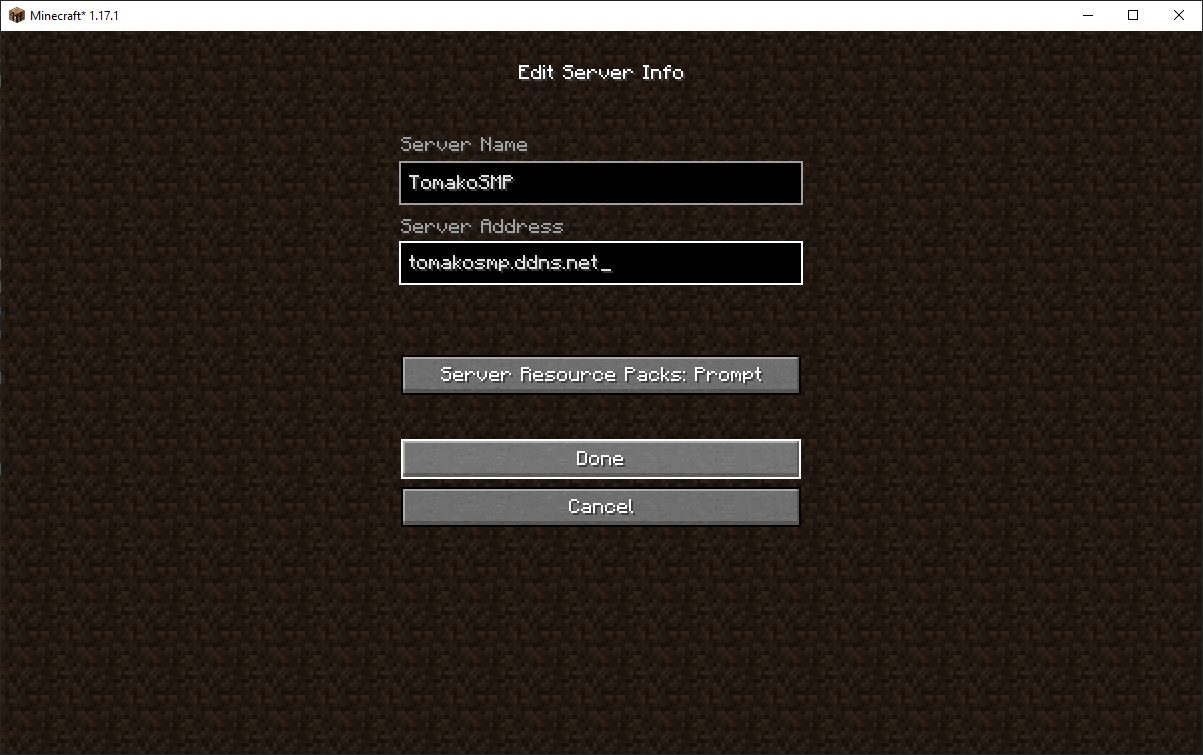 Minecraft* 1.17.1
Edit Server Info
Server Name
TomakoSMP
Server Address
tomakosmp.ddns.net_
Server Resource Packs: Prompt
Done
Cancel